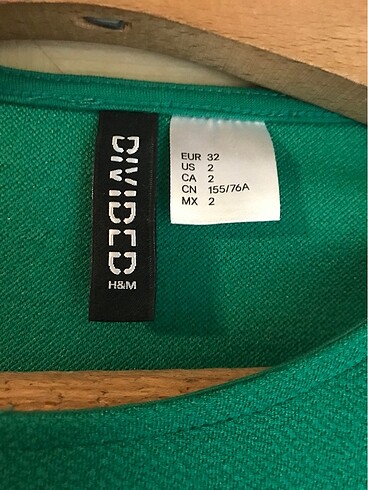 DIVIDED
H&M
EUR 32
US 2
CA 2
CN 155/76A
MX 2